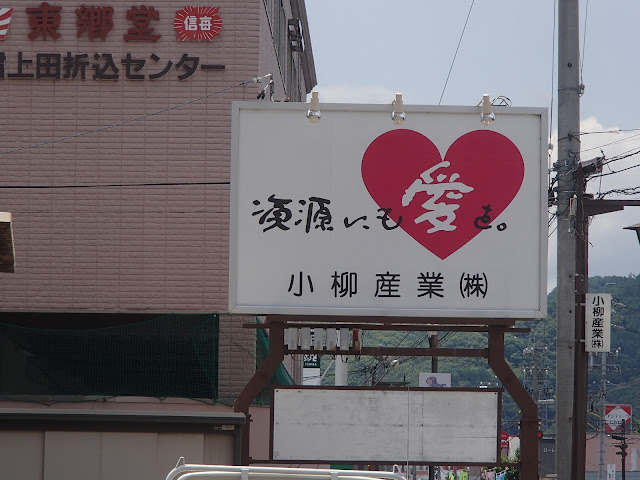 東郷堂
信毎
上田折込センター
資源にも愛を。
小柳産業㈱
小柳産業㈱